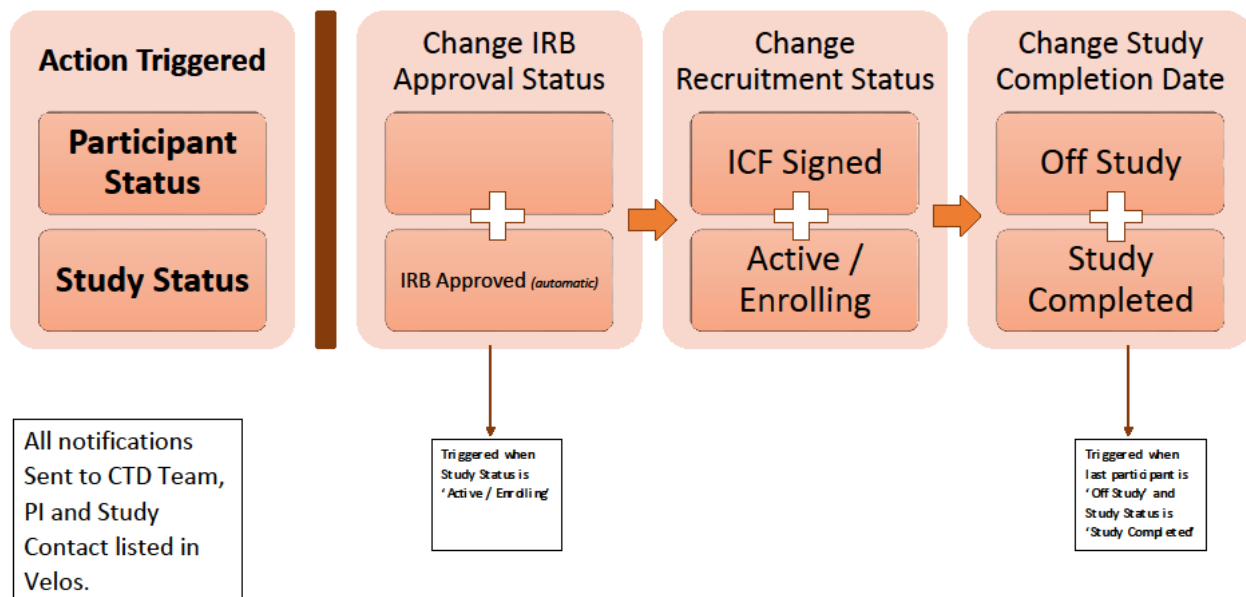 Action Triggered
Participant
Status
Study Status
Change IRB
Approval Status
IRB Approved (automatic)
Change
Recruitment Status
ICF Signed
Active /
Enrolling
Change Study
Completion Date
Off Study
Study
Completed
All notifications
Sent to CTD Team,
PI and Study
Contact listed in
Velos.
Triggered when
Study Status is
‘Active / Enrolling’
Triggered when
last participant is
‘Off Study’ and
Study Status is
‘Study Completed’